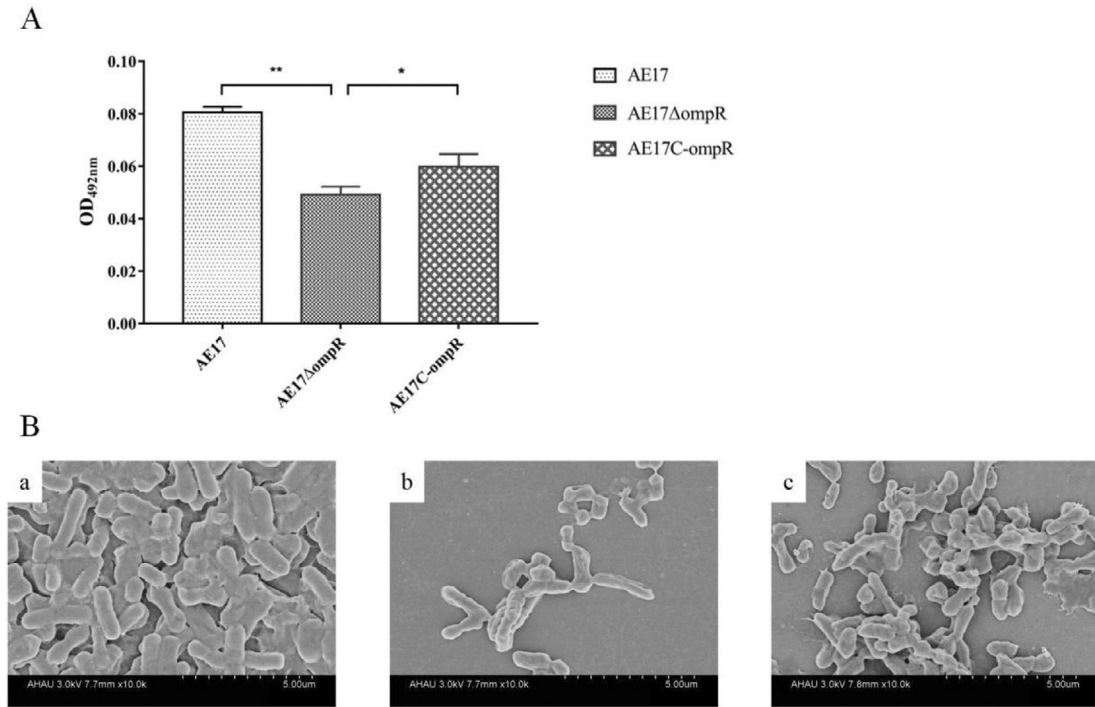 A
OD492nm
0.10
0.08
0.06
0.04
0.02
0.00
**
*
AE17
AE17ΔompR
AE17C-ompR
AE17
AE17ΔompR
AE17C-ompR
B
a
AHAU 3.0kV 7.7mm x10.0k 5.00um
b
AHAU 3.0kV 7.7mm x10.0k 5.00um
c
AHAU 3.0kV 7.8mm x10.0k 5.00um